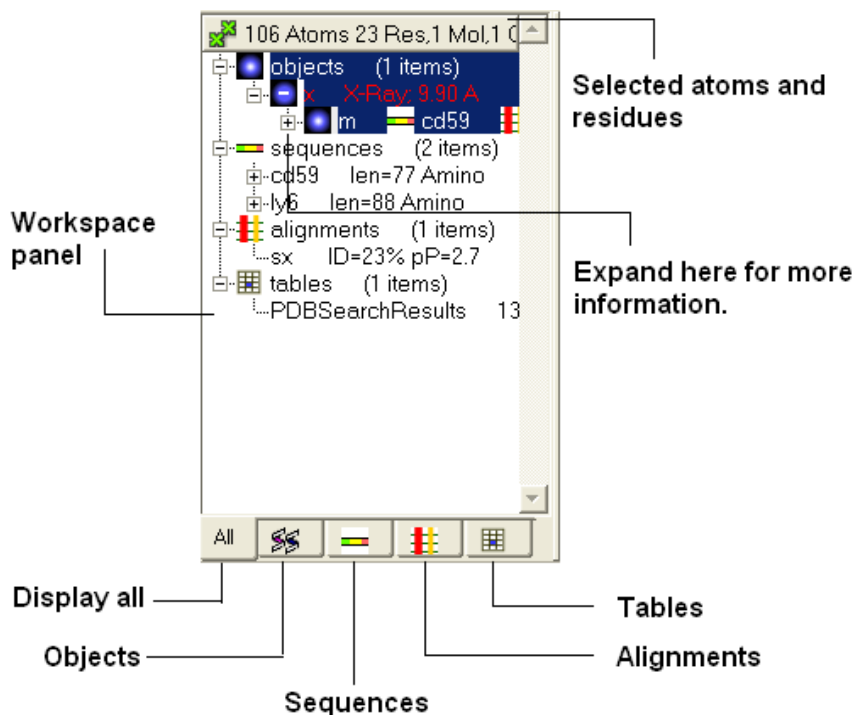 106 Atoms 23 Res,1 Mol,1
objects (1 items)
x X-Ray; 9.90 A
m cd59
sequences (2 items)
cd59 len=77 Amino
ly6 len=88 Amino
alignments (1 items)
sx ID=23% pP=2.7
tables (1 items)
PDBSearchResults 13
All
Selected atoms and
residues
Workspace
panel
Expand here for more
information.
Display all
Objects
Sequences
Tables
Alignments